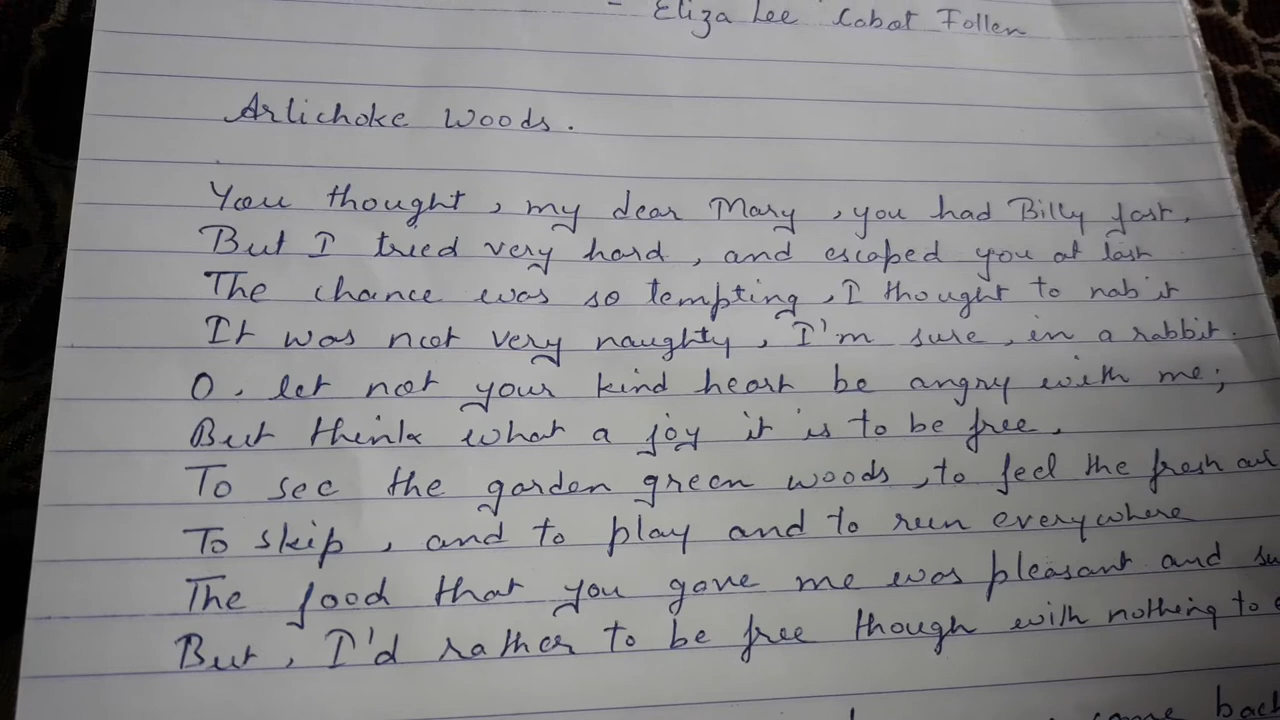 - Eliza Lee Cabot Follen
Artichoke Woods.
You thought, my dear Mary, you had Billy fast.
But I tried very hard, and escaped you at last
The chance was so tempting, I thought to nab it
It was not very naughty, I'm sure, in a rabbit.
O, let not your kind heart be angry with me;
But think what a joy it is to be free,
To see the garden green woods, to feel the fresh
To skip, and to play and to run everywhere
The food that you gave me was pleasant and
But, I'd rather to be free though with nothing to
came back